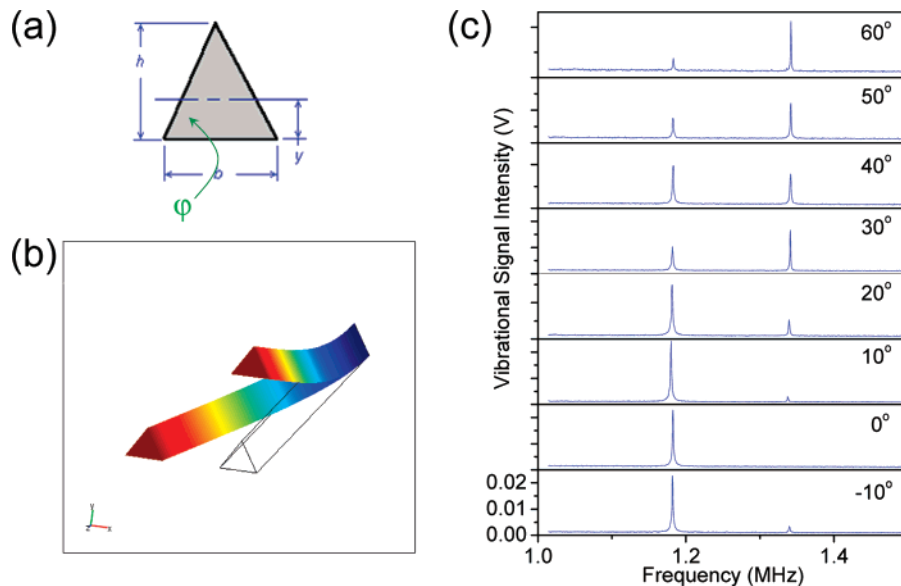 (a)
h
b
y
φ
(b)
y
z
x
(c)
Vibrational Signal Intensity (V)
60°
50°
40°
30°
20°
10°
0°
-10°
0.02
0.01
0.00
1.0
1.2
1.4
Frequency (MHz)